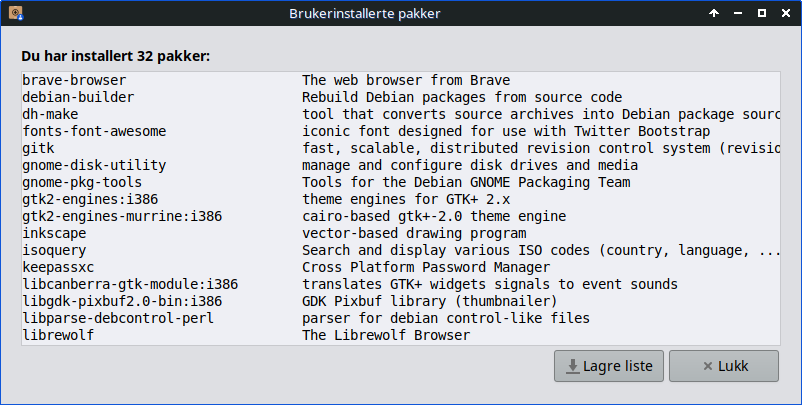 Brukerinstallerte pakker
Du har installert 32 pakker:
brave-browser The web browser from Brave
debian-builder Rebuild Debian packages from source code
dh-make tool that converts source archives into Debian package sourc
fonts-font-awesome iconic font designed for use with Twitter Bootstrap
gitk fast, scalable, distributed revision control system (revisio
gnome-disk-utility manage and configure disk drives and media
gnome-pkg-tools Tools for the Debian GNOME Packaging Team
gtk2-engines:i386 theme engines for GTK+ 2.x
gtk2-engines-murrine:i386 cairo-based gtk+-2.0 theme engine
inkscape vector-based drawing program
isoquery Search and display various ISO codes (country, language, ...
keepassxc Cross Platform Password Manager
libcanberra-gtk-module:i386 translates GTK+ widgets signals to event sounds
libgdk-pixbuf2.0-bin:i386 GDK Pixbuf library (thumbnailer)
libparse-debcontrol-perl parser for debian control-like files
librewolf The Librewolf Browser
Lagre liste Lukk